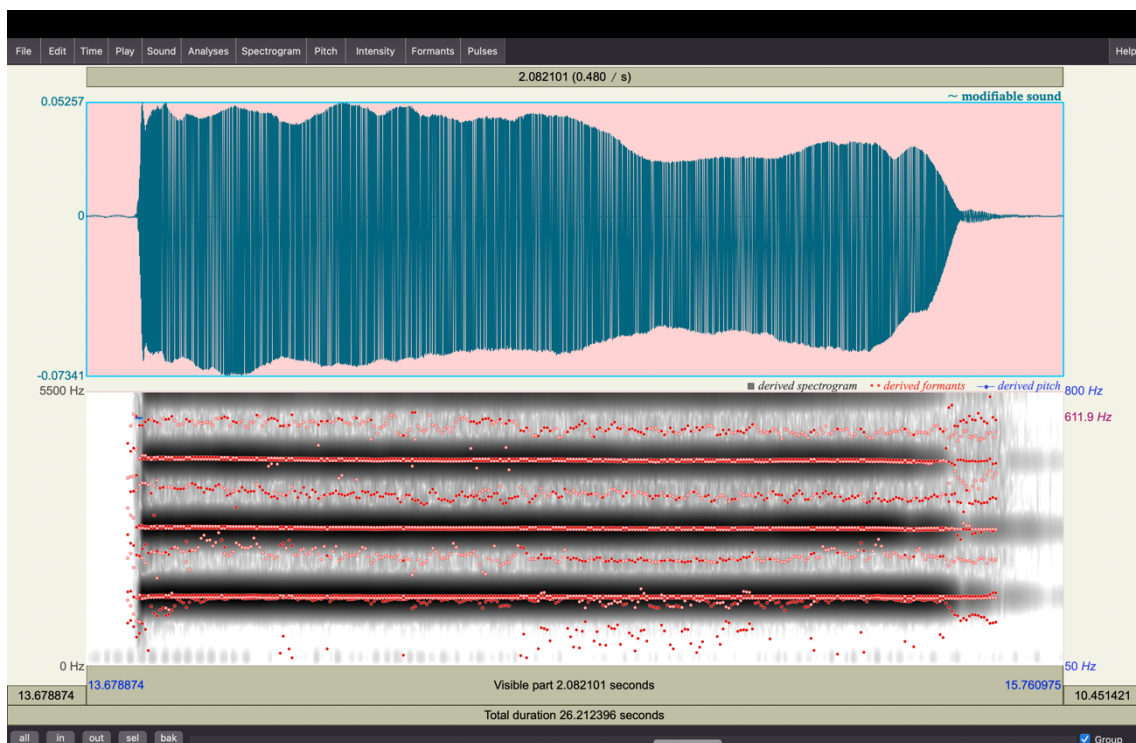 File Edit Time Play Sound Analyses Spectrogram Pitch Intensity Formants Pulses Help
2.082101 (0.480 / s)
~ modifiable sound
0.05257
0
-0.07341
derived spectrogram derived formants derived pitch
5500 Hz 800 Hz
611.9 Hz
0 Hz 50 Hz
13.678874 Visible part 2.082101 seconds 15.760975
13.678874 10.451421
Total duration 26.212396 seconds
all in out sel bak Group